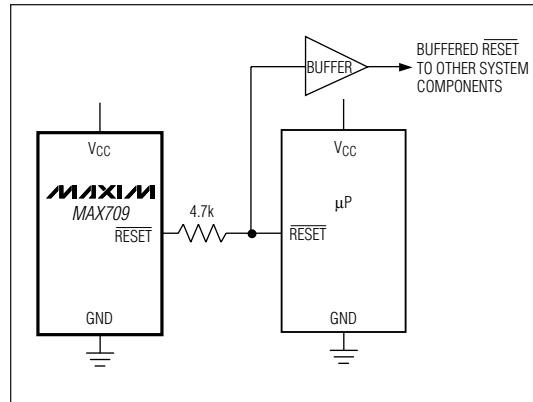 BUFFER
BUFFERED RESET
TO OTHER SYSTEM
COMPONENTS
VCC
MAXIM
MAX709
RESET
GND
4.7k
VCC
μP
RESET
GND